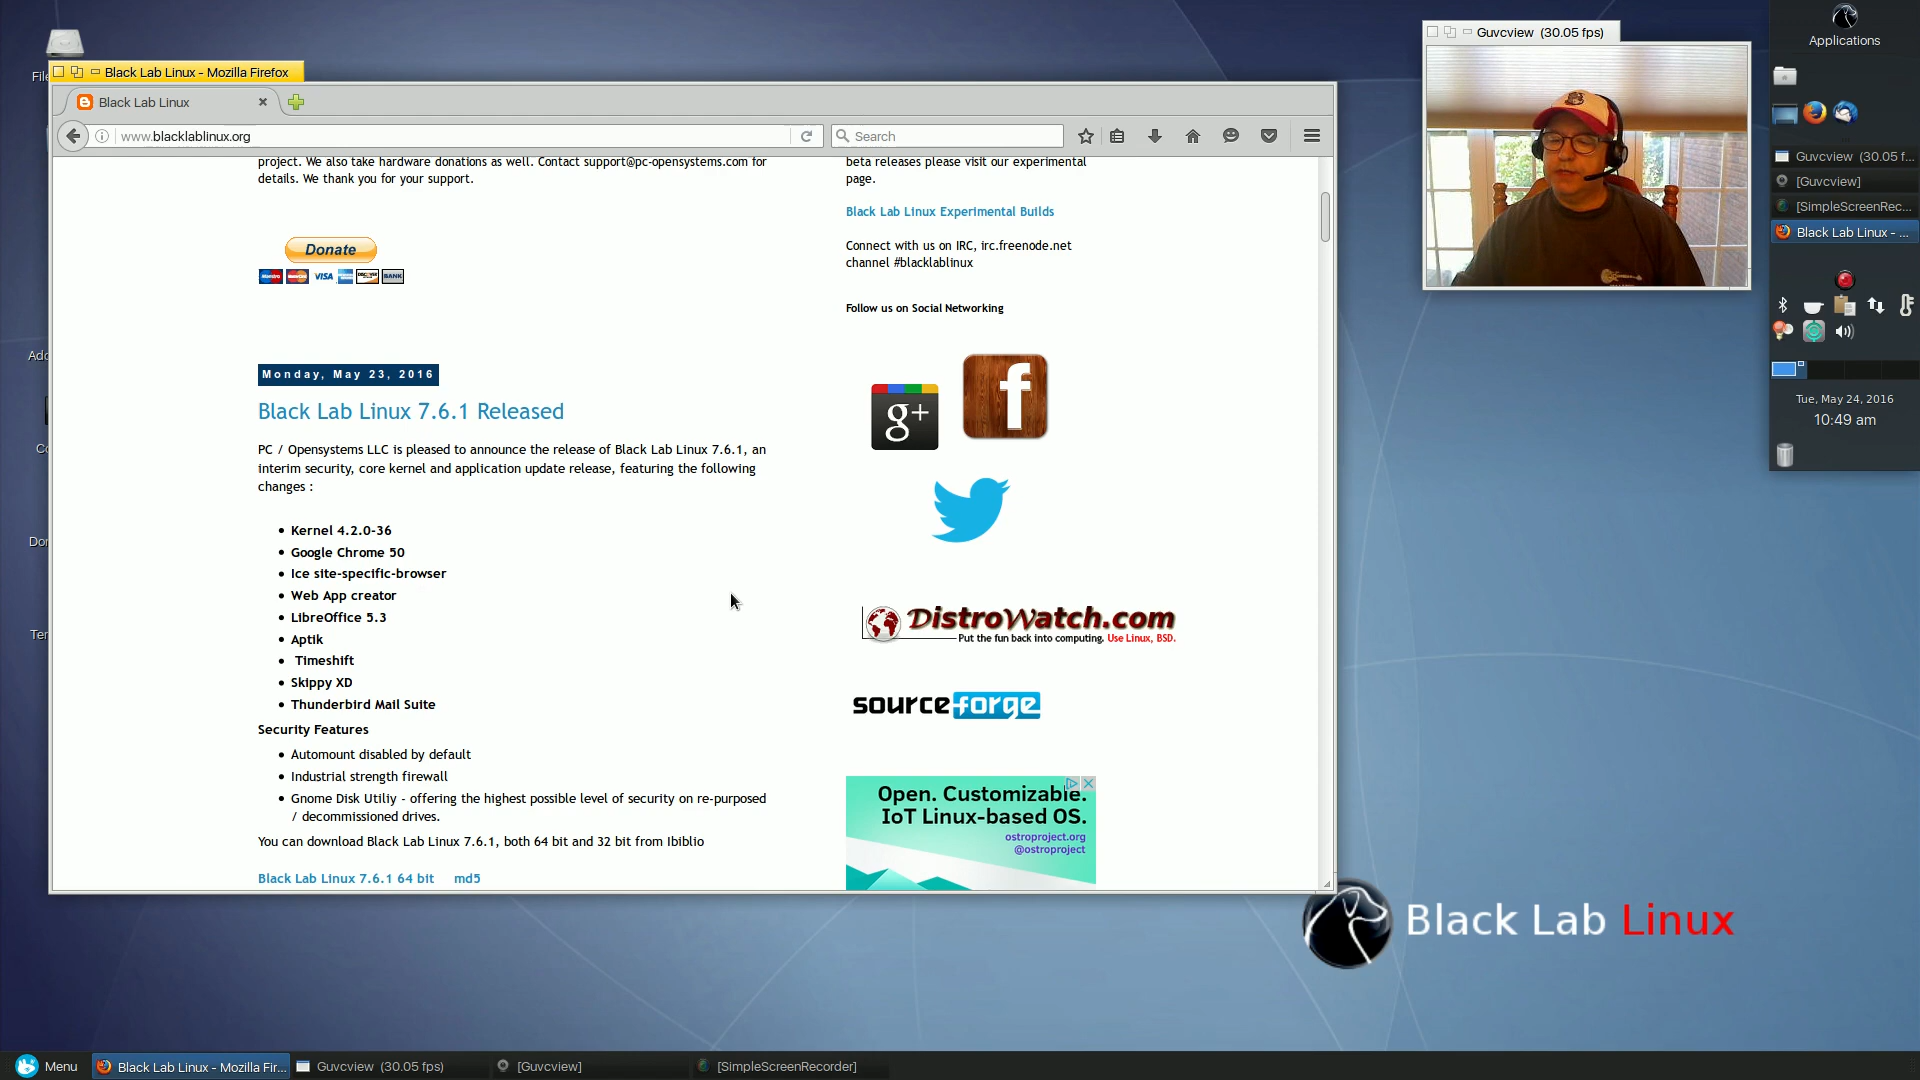 File
Black Lab Linux - Mozilla Firefox
Black Lab Linux
www.blacklablinux.org
Search
project. We also take hardware donations as well. Contact support@pc-opensystems.com for
details. We thank you for your support.
Donate
VISA
BANK
Monday, May 23, 2016
Black Lab Linux 7.6.1 Released
PC / Opensystems LLC is pleased to announce the release of Black Lab Linux 7.6.1, an
interim security, core kernel and application update release, featuring the following
changes :
Kernel 4.2.0-36
Google Chrome 50
Ice site-specific-browser
Web App creator
LibreOffice 5.3
Aptik
Timeshift
Skippy XD
Thunderbird Mail Suite
Security Features
Automount disabled by default
Industrial strength firewall
Gnome Disk Utiliy - offering the highest possible level of security on re-purposed
/ decommissioned drives.
You can download Black Lab Linux 7.6.1, both 64 bit and 32 bit from Ibiblio
Black Lab Linux 7.6.1 64 bit md5
beta releases please visit our experimental
page.
Black Lab Linux Experimental Builds
Connect with us on IRC, irc.freenode.net
channel #blacklablinux
Follow us on Social Networking
g+
f
DistroWatch.com
Put the fun back into computing. Use Linux, BSD.
sourceforge
Open. Customizable.
IoT Linux-based OS.
ostroproject.org
@ostroproject
Guvcview (30.05 fps)
Applications
Guvcview (30.05 f...
[Guvcview]
[SimpleScreenRec...
Black Lab Linux - ...
Tue, May 24, 2016
10:49 am
Black Lab Linux
Menu
Black Lab Linux - Mozilla Fir...
Guvcview (30.05 fps)
[Guvcview]
[SimpleScreenRecorder]